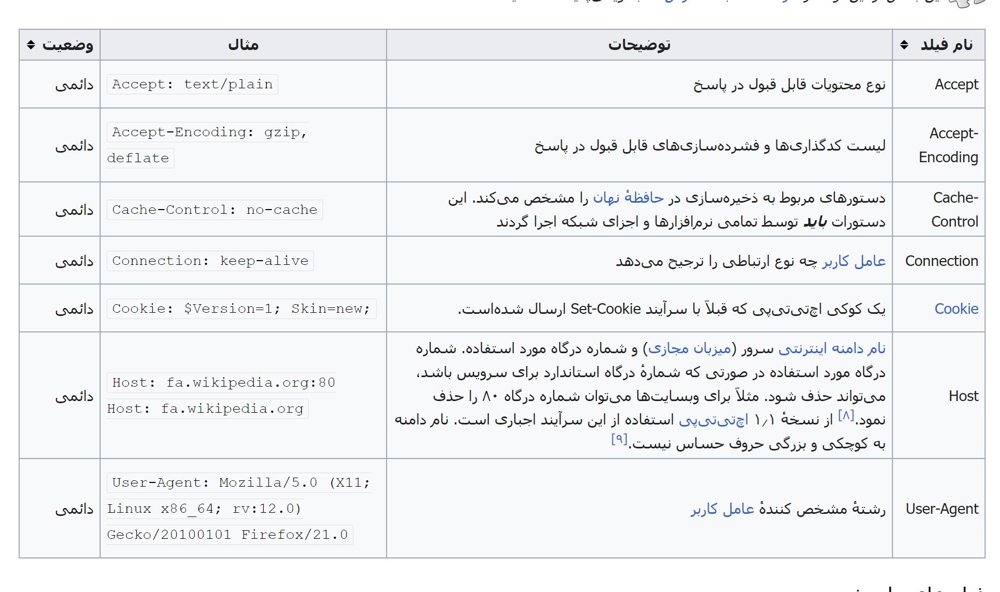 نام فیلد
توضیحات
مثال
وضعیت
Accept
نوع محتویات قابل قبول در پاسخ
Accept: text/plain
دائمی
Accept-
Encoding
لیست کدگذاری‌ها و فشرده‌سازی‌های قابل قبول در پاسخ
Accept-Encoding: gzip,
deflate
دائمی
Cache-
Control
دستورهای مربوط به ذخیره‌سازی در حافظهٔ نهان را مشخص می‌کند. این
دستورات باید توسط تمامی نرم‌افزارها و اجزای شبکه اجرا گردند
Cache-Control: no-cache
دائمی
Connection
عامل کاربر چه نوع ارتباطی را ترجیح می‌دهد
Connection: keep-alive
دائمی
Cookie
یک کوکی اچ‌تی‌تی‌پی که قبلاً با سرآیند Set-Cookie ارسال شده‌است.
Cookie: $Version=1; Skin=new;
دائمی
Host
نام دامنه اینترنتی سرور (میزبان مجازی) و شماره درگاه مورد استفاده. شماره
درگاه مورد استفاده در صورتی که شمارهٔ درگاه استاندارد برای سرویس باشد،
می‌تواند حذف شود. مثلاً برای وبسایت‌ها می‌توان شماره درگاه ۸۰ را حذف
نمود.[۸] از نسخهٔ ۱٫۱ اچ‌تی‌تی‌پی استفاده از این سرآیند اجباری است. نام دامنه
به کوچکی و بزرگی حروف حساس نیست.[۹]
Host: fa.wikipedia.org:80
Host: fa.wikipedia.org
دائمی
User-Agent
رشتهٔ مشخص کنندهٔ عامل کاربر
User-Agent: Mozilla/5.0 (X11;
Linux x86_64; rv:12.0)
Gecko/20100101 Firefox/21.0
دائمی